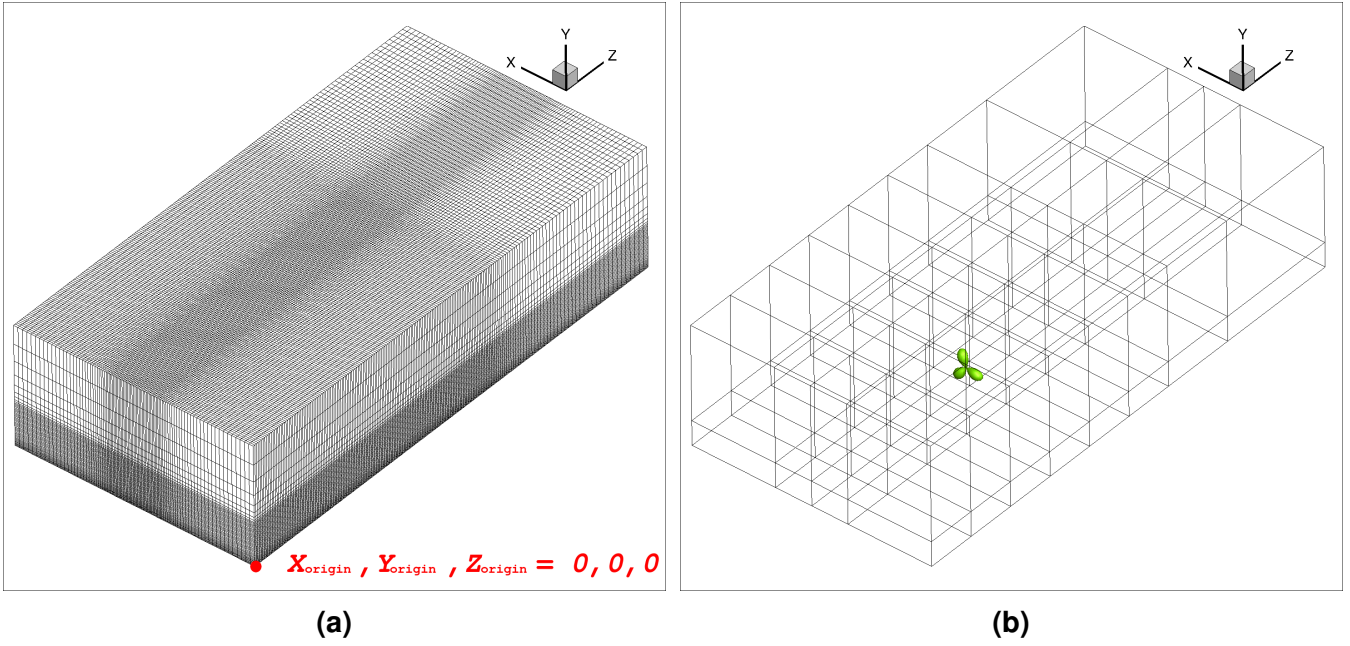 Y
X Z
Y
X Z
Xorigin , Yorigin , Zorigin = 0,0,0
(a) (b)